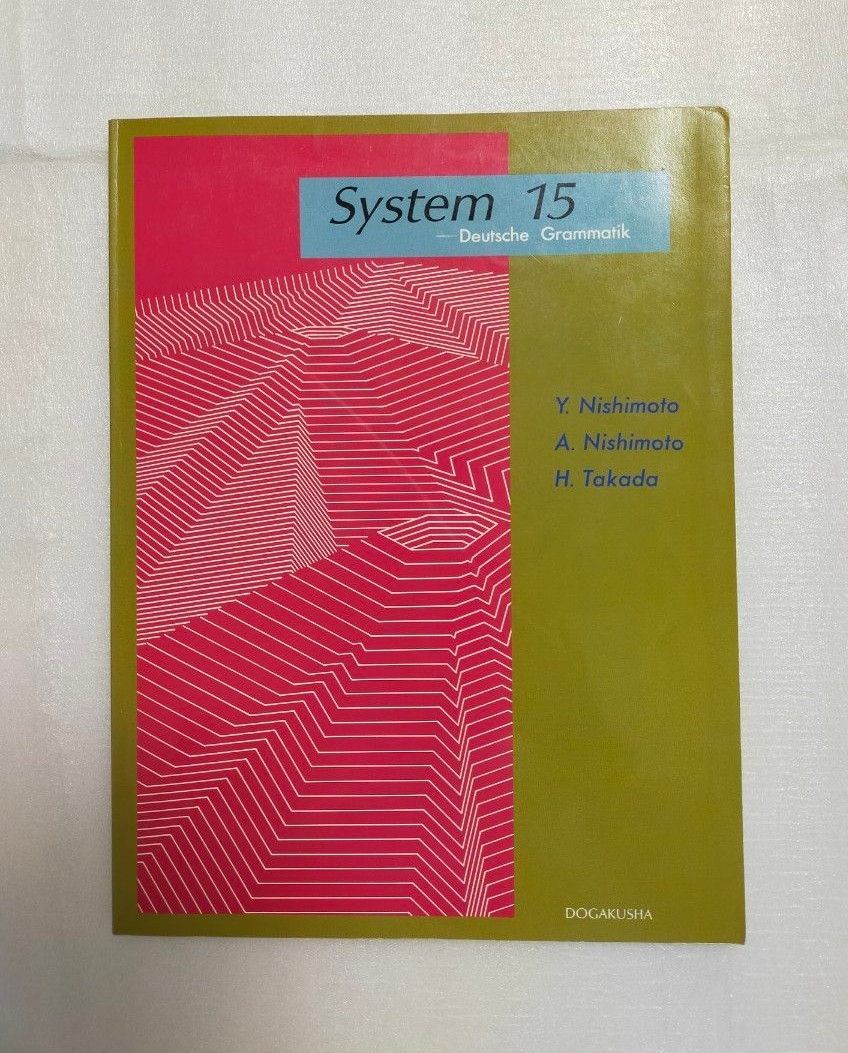 System 15
—Deutsche Grammatik
Y. Nishimoto
A. Nishimoto
H. Takada
DOGAKUSHA